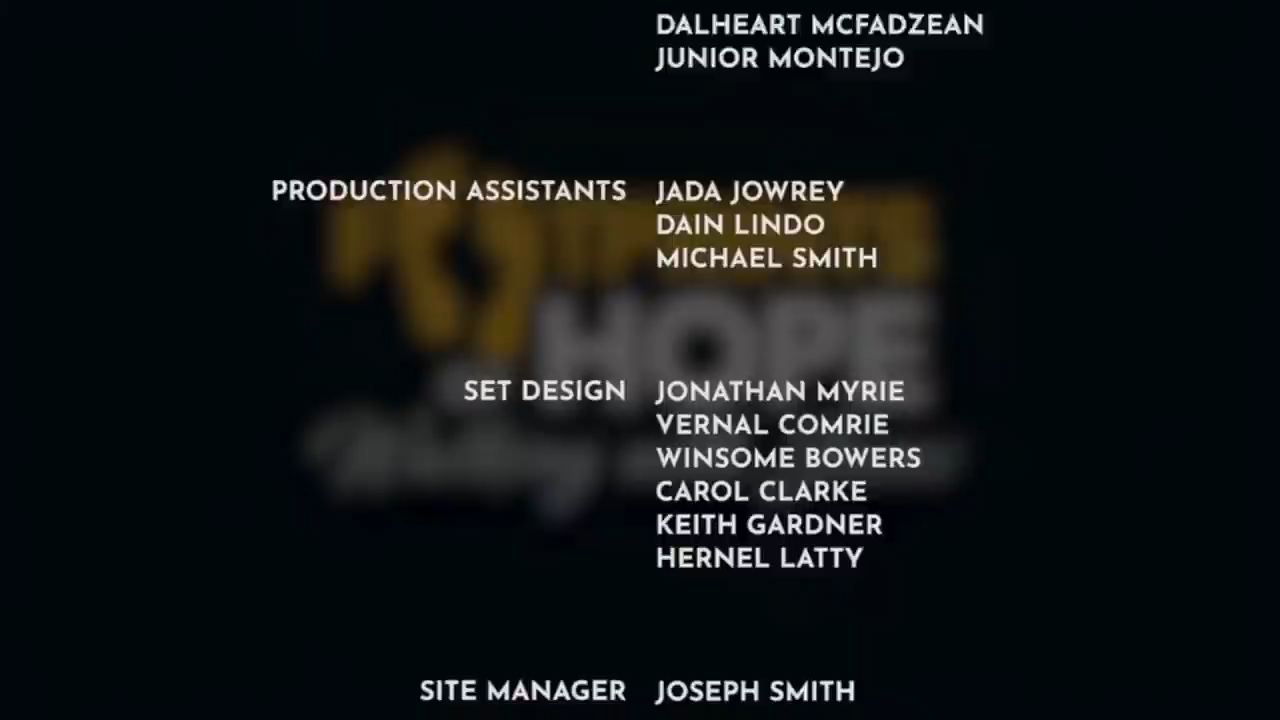 DALHEART MCFADZEAN
JUNIOR MONTEJO
PRODUCTION ASSISTANTS JADA JOWREY
DAIN LINDO
MICHAEL SMITH
HOPE
SET DESIGN JONATHAN MYRIE
VERNAL COMRIE
WINSOME BOWERS
CAROL CLARKE
KEITH GARDNER
HERNEL LATTY
SITE MANAGER JOSEPH SMITH